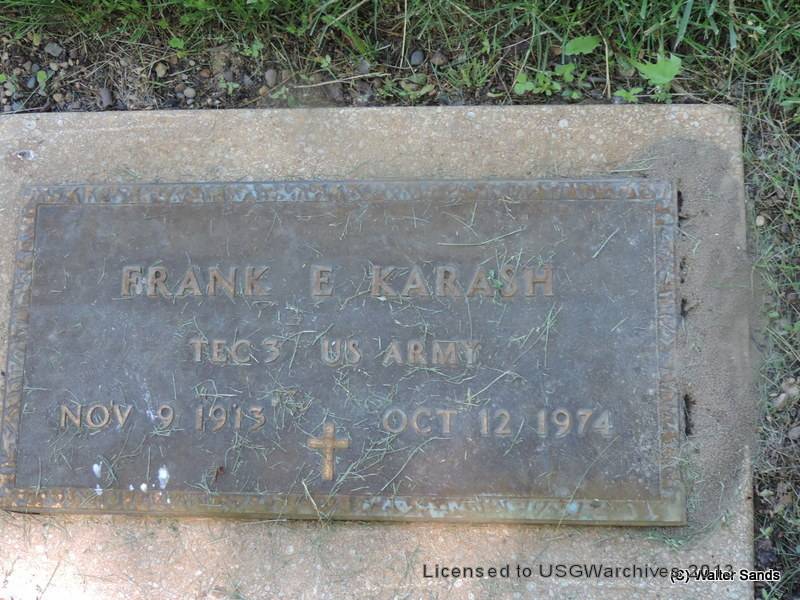 FRANK E KARASH
TEC 3 US ARMY
NOV 9 1913 OCT 12 1974
Licensed to USGWarchives 2013
(C) Walter Sands